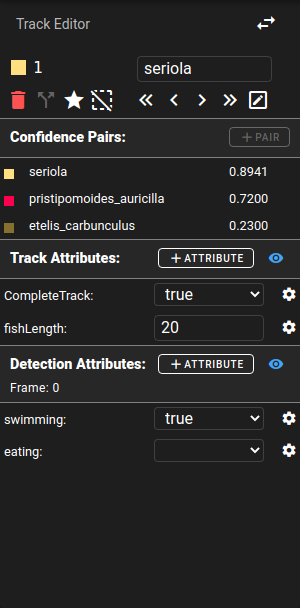 Track Editor
1 seriola
Confidence Pairs: + PAIR
seriola 0.8941
pristipomoides_auricilla 0.7200
etelis_carbunculus 0.2300
Track Attributes: + ATTRIBUTE
CompleteTrack: true
fishLength: 20
Detection Attributes: + ATTRIBUTE
Frame: 0
swimming: true
eating: